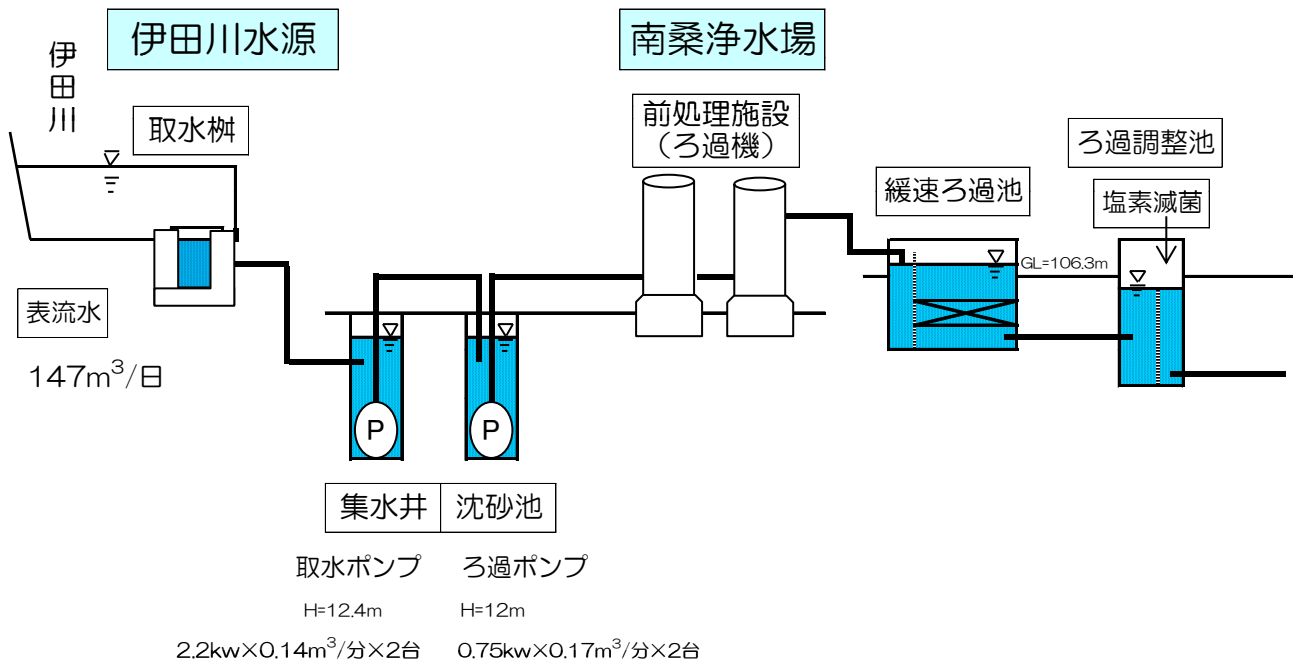 伊田川水源
南桑浄水場
伊田川
取水桝
前処理施設
（ろ過機）
ろ過調整池
緩速ろ過池
塩素滅菌
GL=106.3m
表流水
147m³/日
P
P
集水井
沈砂池
取水ポンプ
ろ過ポンプ
H=12.4m
H=12m
2.2kw×0.14m³/分×2台
0.75kw×0.17m³/分×2台